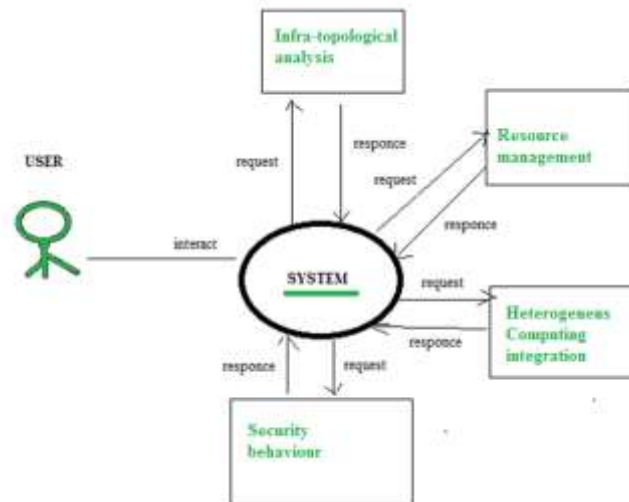 Infra-topological
analysis
USER
request
responce
Resource
management
request
responce
interact
SYSTEM
request
Heterogeneus
Computing
integration
responce
responce
request
Security
behaviour